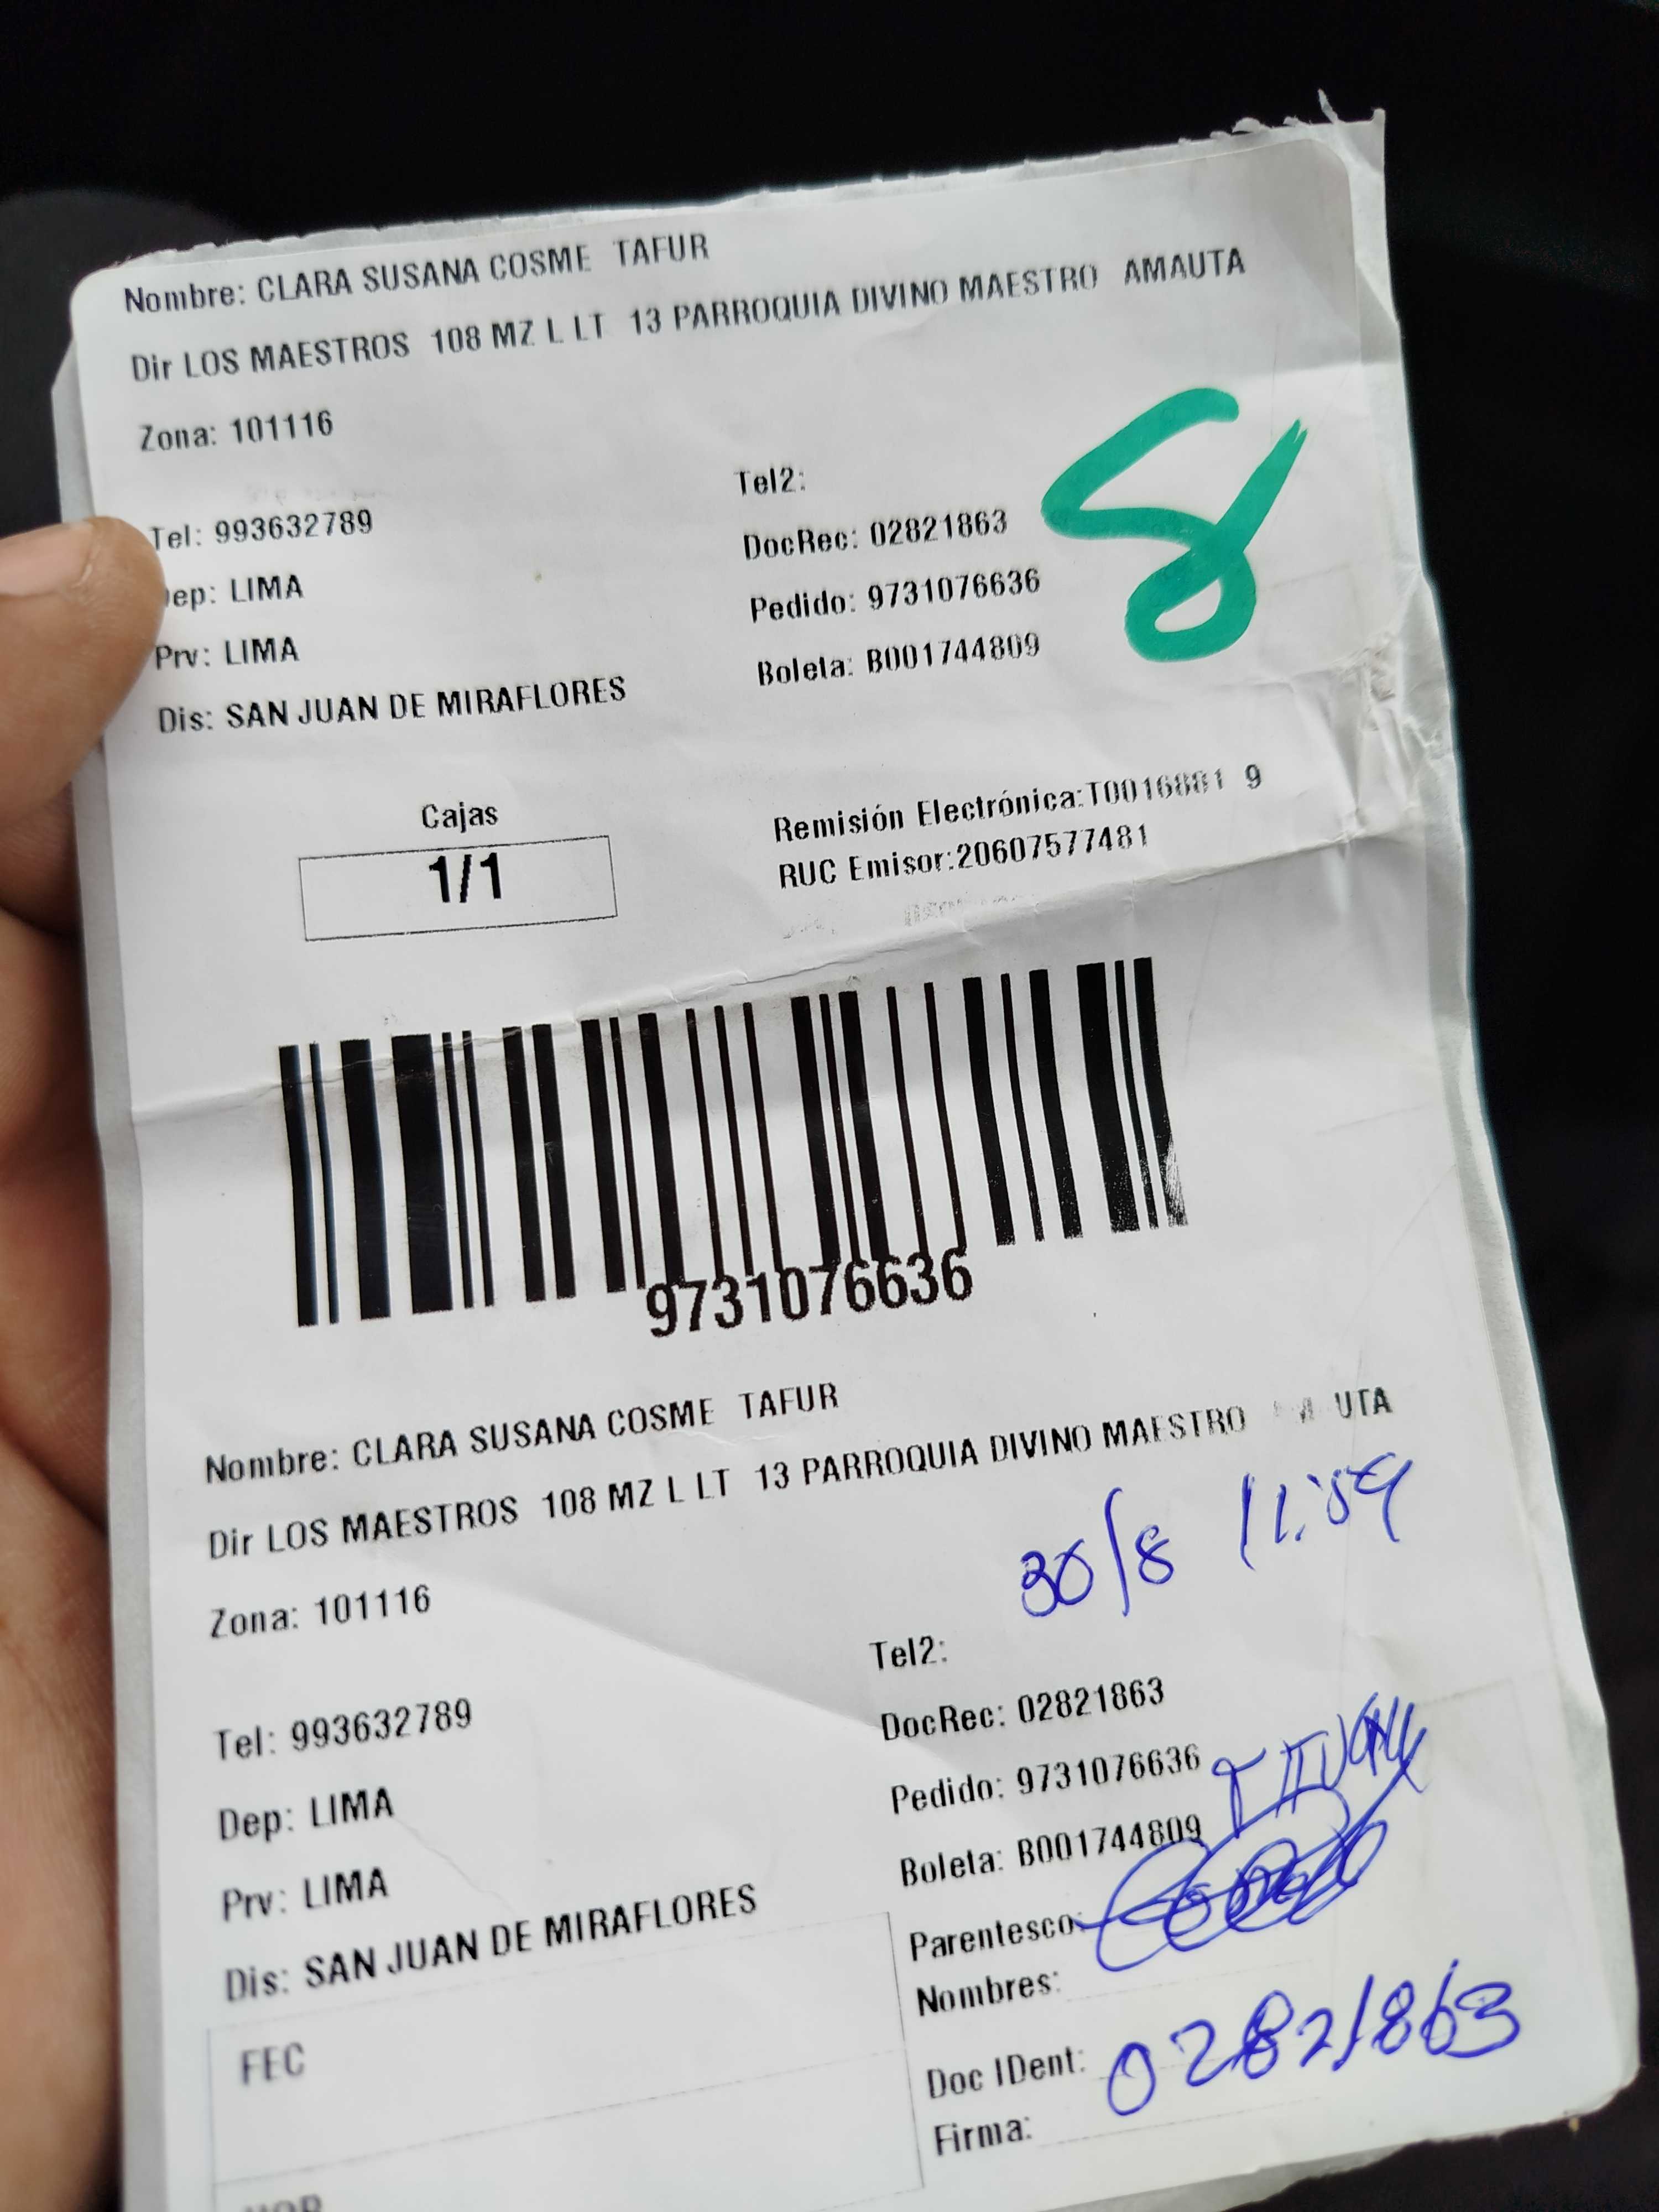 Nombre: CLARA SUSANA COSME TAFUR
Dir LOS MAESTROS 108 MZ L LT 13 PARROQUIA DIVINO MAESTRO AMAUTA
8
Zona: 101116
Tel2:
Tel: 993632789
DocRec: 02821863
ep: LIMA
Pedido: 9731076636
Prv: LIMA
Boleta: B001744809
Dis: SAN JUAN DE MIRAFLORES
Cajas
1/1
Remisión Electrónica:T0016881 9
RUC Emisor:20607577481
9731076636
Nombre: CLARA SUSANA COSME TAFUR
Dir LOS MAESTROS 108 MZ L LT 13 PARROQUIA DIVINO MAESTRO UTA
30/8 11:59
Zona: 101116
Tel2:
Tel: 993632789
DocRec: 02821863
Dep: LIMA
Pedido: 9731076636
Prv: LIMA
Boleta: B001744809
Dis: SAN JUAN DE MIRAFLORES
Parentesco:
Nombres:
FEC
Doc IDent: 02821863
Firma: